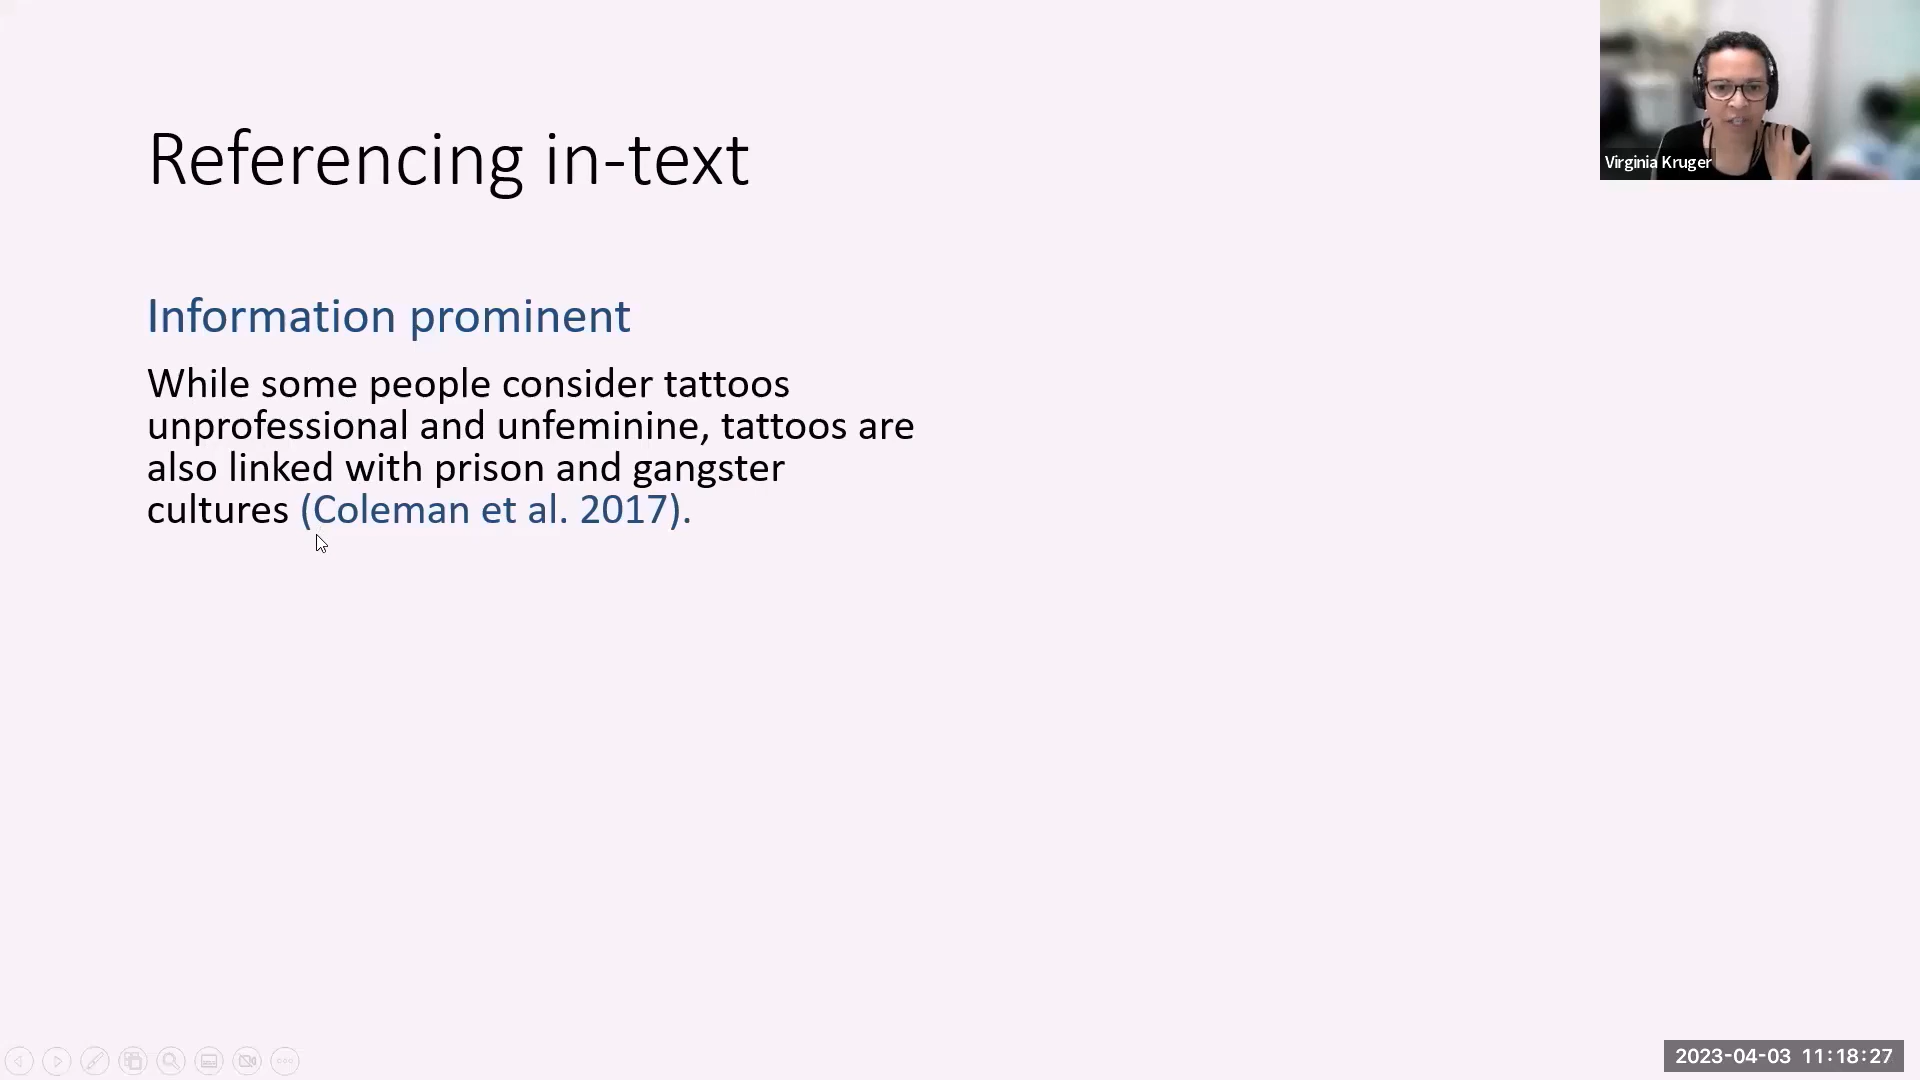 Referencing in-text
Information prominent
While some people consider tattoos
unprofessional and unfeminine, tattoos are
also linked with prison and gangster
cultures (Coleman et al. 2017).
Virginia Kruger
2023-04-03 11:18:27